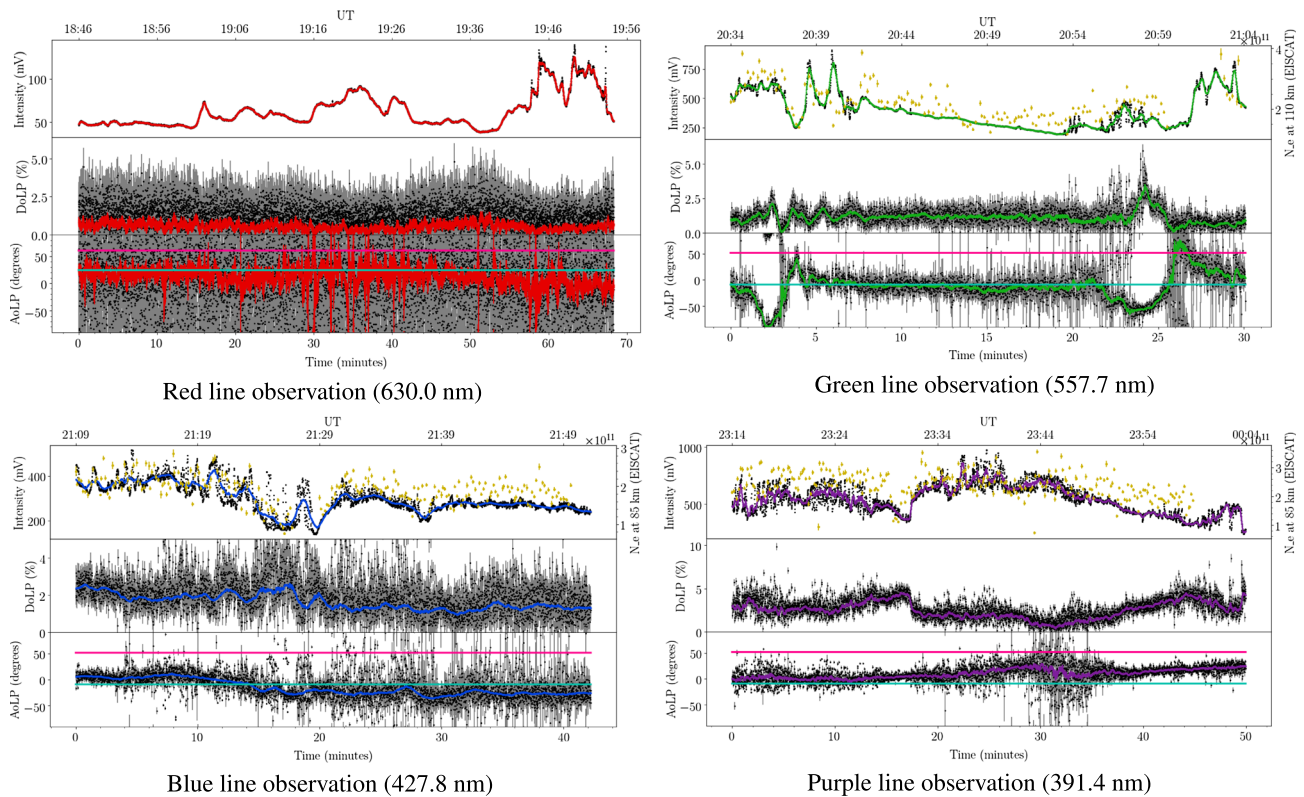 UT
18:46 18:56 19:06 19:16 19:26 19:36 19:46 19:56
Intensity (mV)
100
50
DoLP (%)
5.0
2.5
0.0
AoLP (degrees)
50
0
−50
0 10 20 30 40 50 60 70
Time (minutes)
Red line observation (630.0 nm)
UT
20:34 20:39 20:44 20:49 20:54 20:59 21:04
×10¹¹
Intensity (mV)
750
500
250
4
2
N_e at 110 km (EISCAT)
DoLP (%)
5.0
2.5
0.0
AoLP (degrees)
50
0
−50
0 5 10 15 20 25 30
Time (minutes)
Green line observation (557.7 nm)
UT
21:09 21:19 21:29 21:39 21:49
×10¹¹
Intensity (mV)
400
200
3
2
1
N_e at 85 km (EISCAT)
DoLP (%)
4
2
0
AoLP (degrees)
50
0
−50
0 10 20 30 40
Time (minutes)
Blue line observation (427.8 nm)
UT
23:14 23:24 23:34 23:44 23:54 00:04
×10¹¹
Intensity (mV)
1000
500
3
2
1
N_e at 85 km (EISCAT)
DoLP (%)
10
5
0
AoLP (degrees)
50
0
−50
0 10 20 30 40 50
Time (minutes)
Purple line observation (391.4 nm)